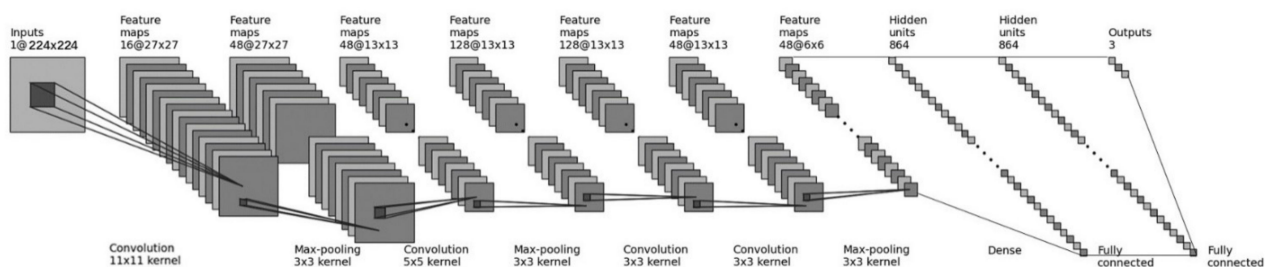 Inputs
1@224x224
Feature
maps
16@27x27
Feature
maps
48@27x27
Feature
maps
48@13x13
Feature
maps
128@13x13
Feature
maps
128@13x13
Feature
maps
48@13x13
Feature
maps
48@6x6
Hidden
units
864
Hidden
units
864
Outputs
3
Convolution
11x11 kernel
Max-pooling
3x3 kernel
Convolution
5x5 kernel
Max-pooling
3x3 kernel
Convolution
3x3 kernel
Convolution
3x3 kernel
Max-pooling
3x3 kernel
Dense
Fully
connected
Fully
connected